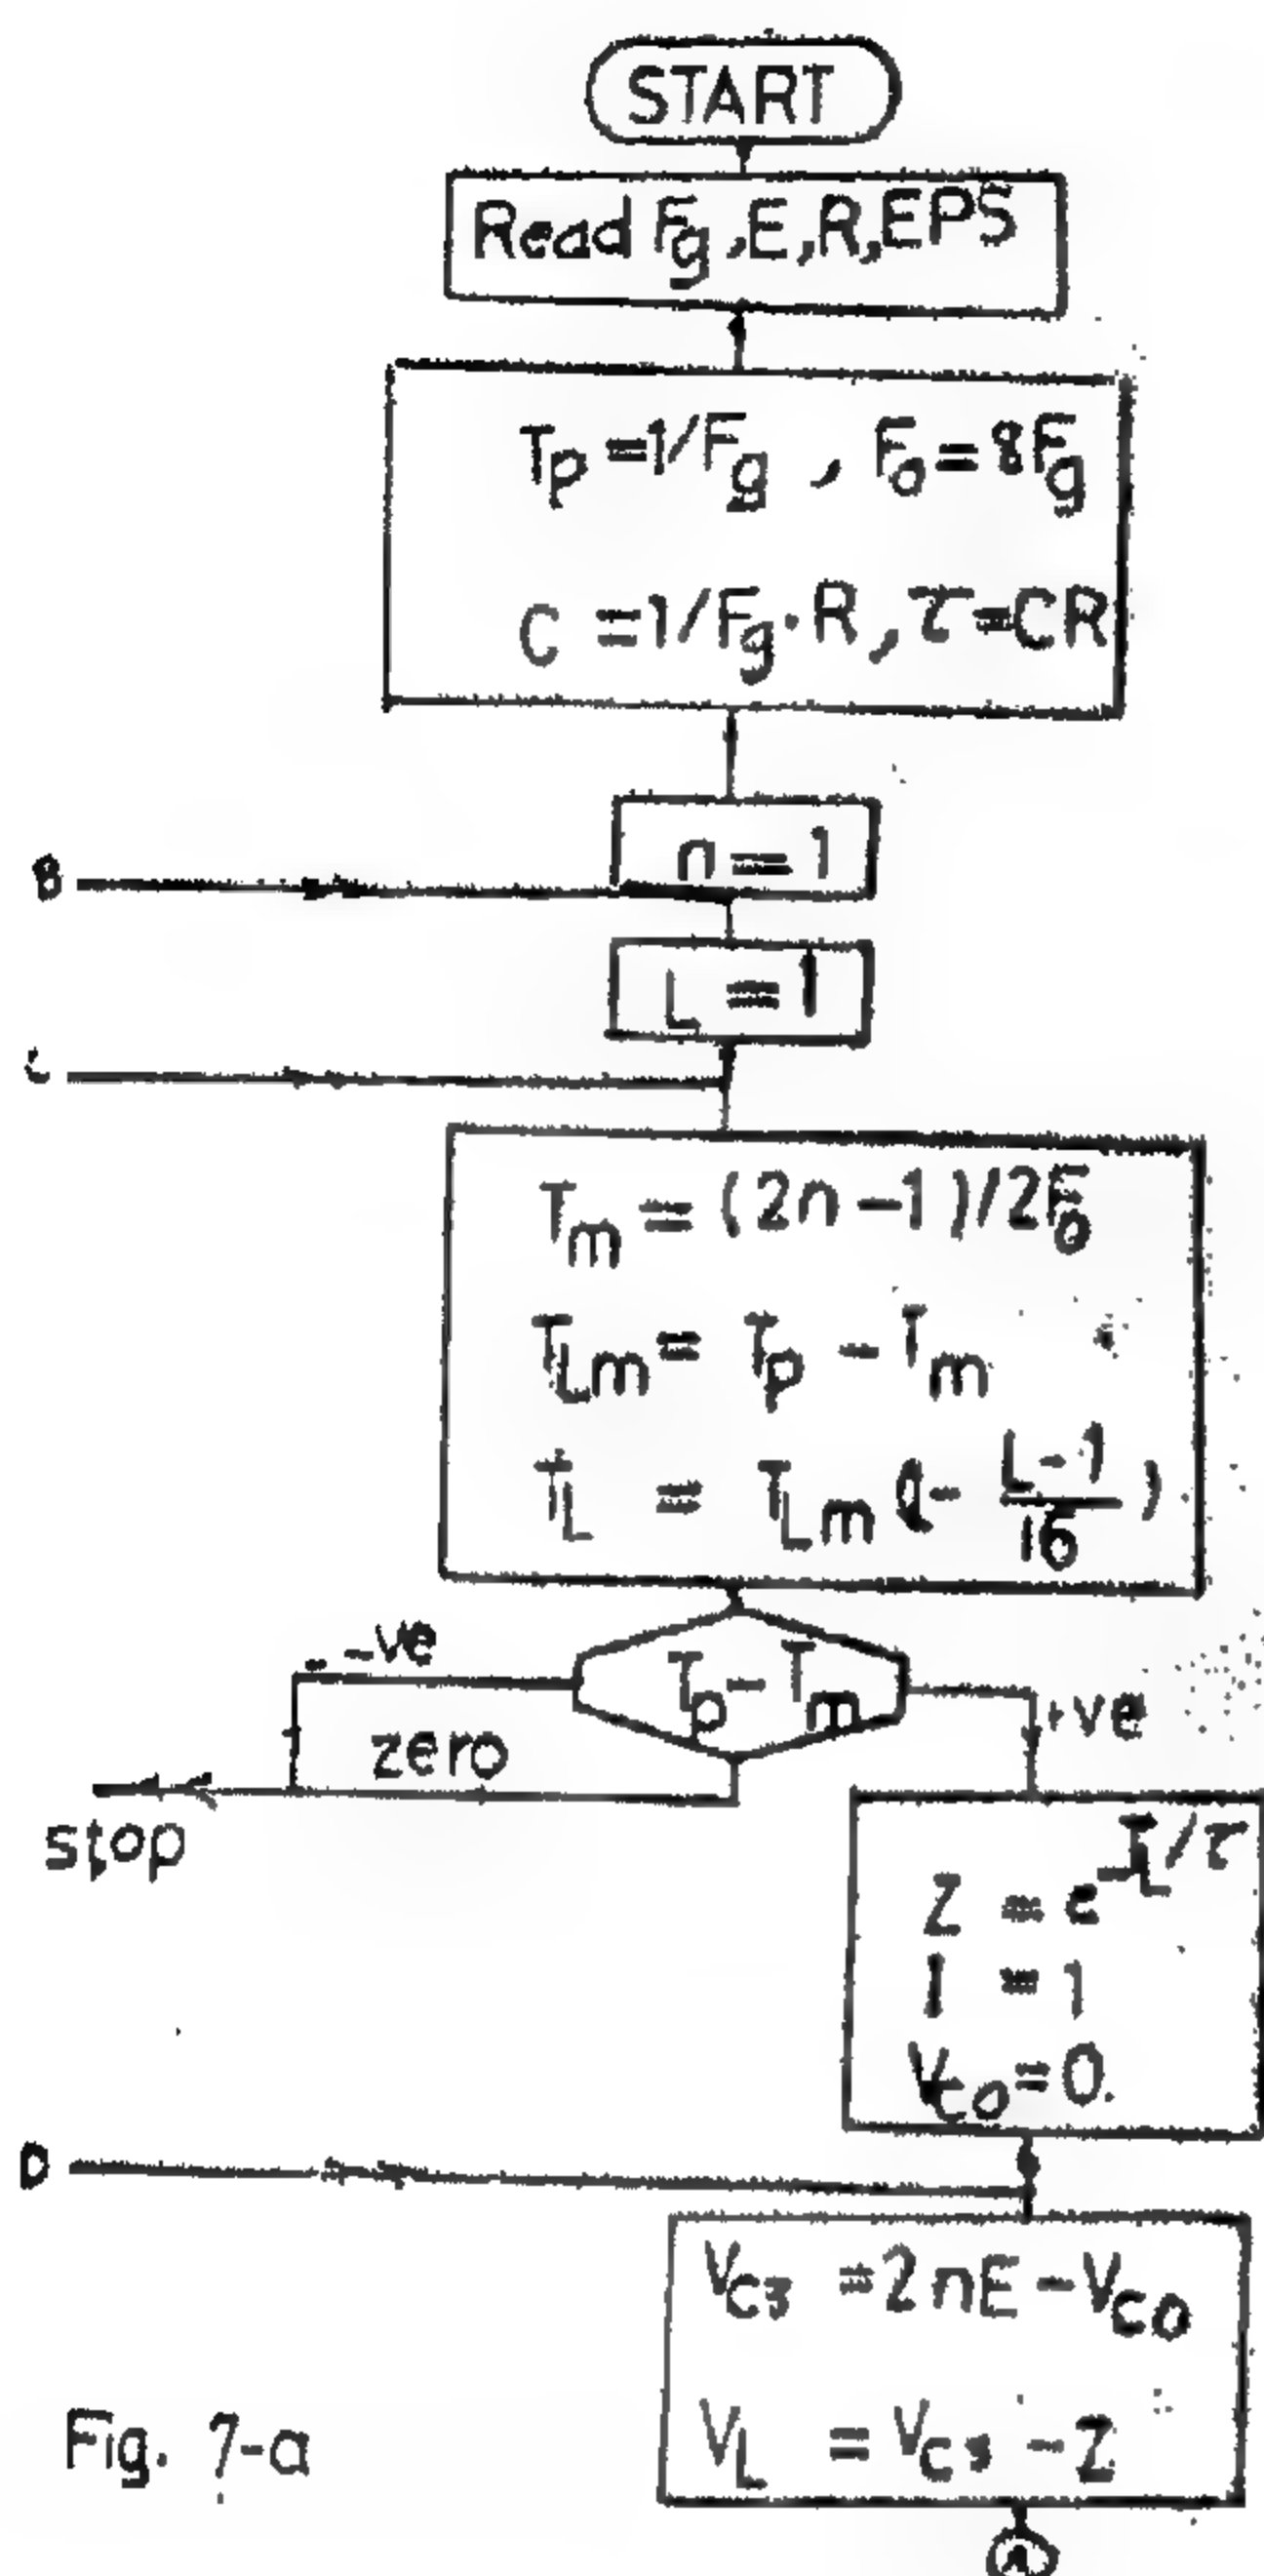 START
Read Fg, E, R, EPS
Tp = 1/Fg , Fo = 8Fg
C = 1/Fg.R, τ = CR
n = 1
B
L = 1
Tm = (2n-1)/2Fo
TLm = Tp - Tm
TL = TLm (1- L-1/16 )
-ve
Tp - Tm
+ve
zero
stop
Z = e-TL/τ
I = 1
Vco = 0.
D
Vc3 = 2nE - Vco
VL = Vc3 - Z
Fig. 7-a
A